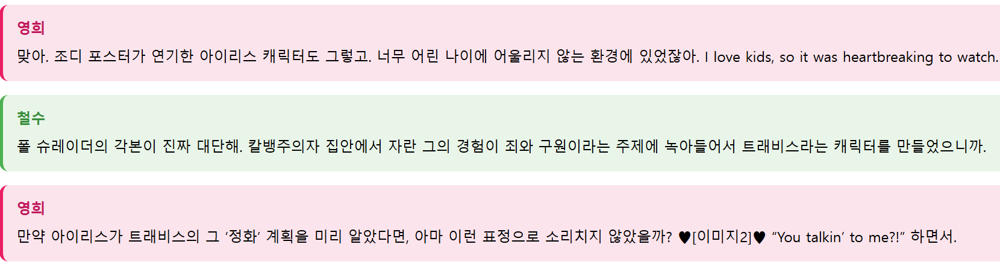 영희
맞아. 조디 포스터가 연기한 아이리스 캐릭터도 그렇고. 너무 어린 나이에 어울리지 않는 환경에 있었잖아. I love kids, so it was heartbreaking to watch.
철수
폴 슈레이더의 각본이 진짜 대단해. 칼뱅주의자 집안에서 자란 그의 경험이 죄와 구원이라는 주제에 녹아들어서 트래비스라는 캐릭터를 만들었으니까.
영희
만약 아이리스가 트래비스의 그 ‘정화’ 계획을 미리 알았다면, 아마 이런 표정으로 소리치지 않았을까? ♥[이미지2]♥ “You talkin’ to me?!” 하면서.